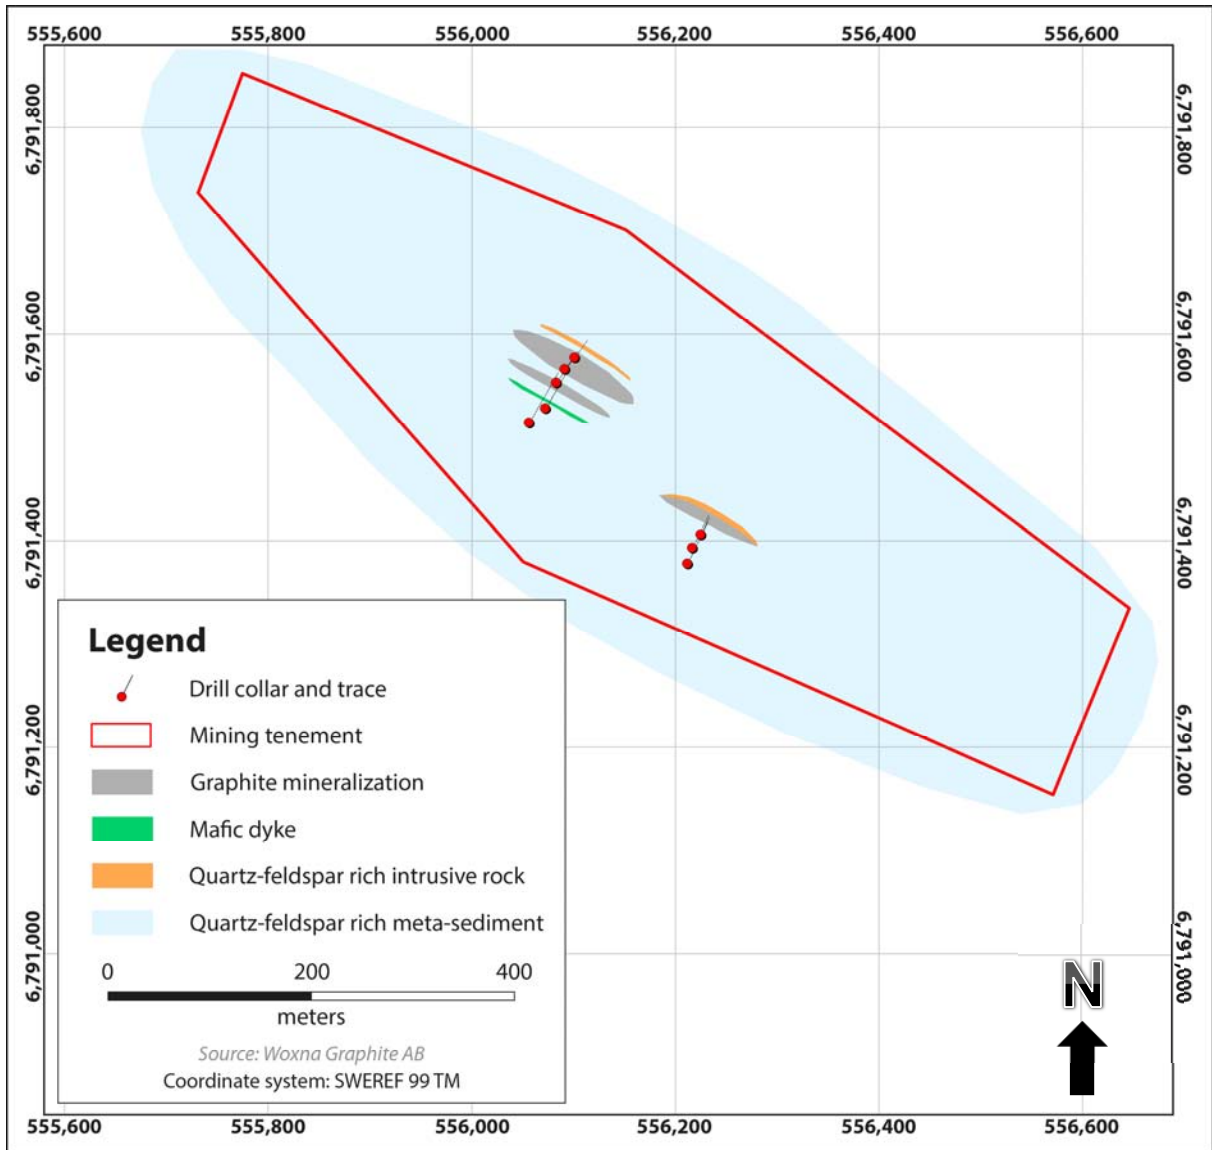 555,600 555,800 556,000 556,200 556,400 556,600
6,791,800
6,791,600
6,791,400
6,791,200
6,791,000
6,791,800
6,791,600
6,791,400
6,791,200
6,791,000
Legend
Drill collar and trace
Mining tenement
Graphite mineralization
Mafic dyke
Quartz-feldspar rich intrusive rock
Quartz-feldspar rich meta-sediment
0 200 400
meters
Source: Woxna Graphite AB
Coordinate system: SWEREF 99 TM
N
555,600 555,800 556,000 556,200 556,400 556,600